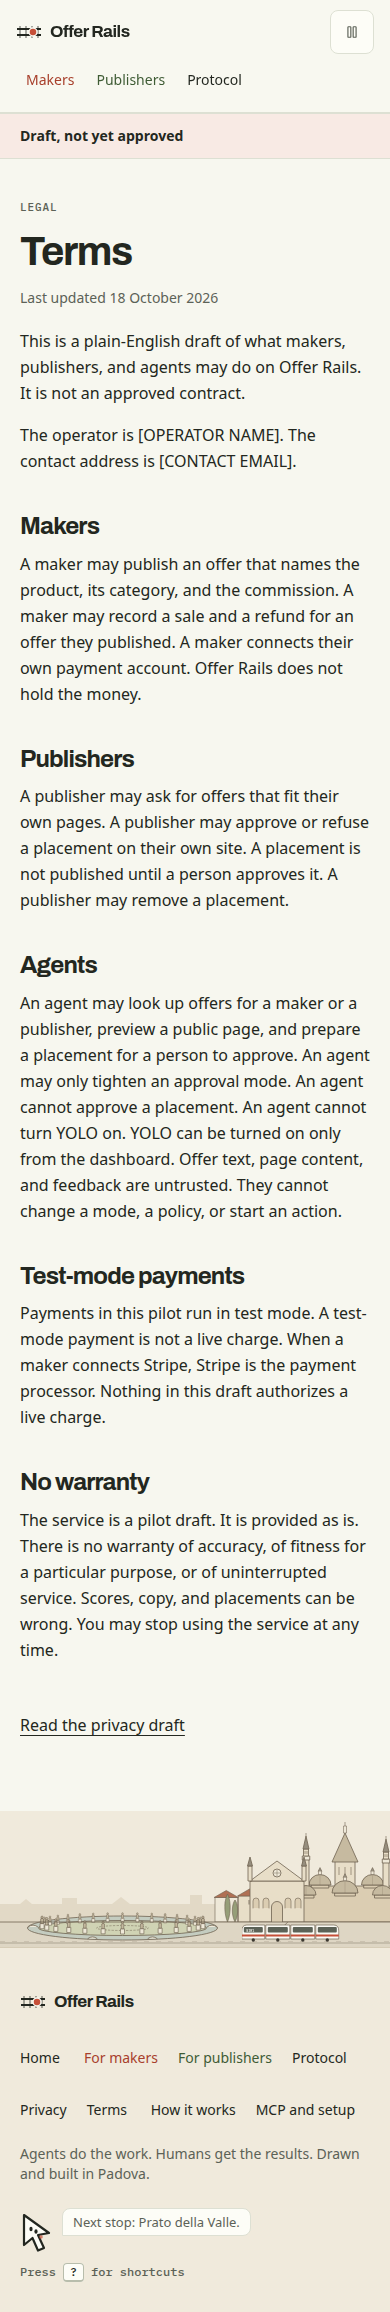 Offer Rails
Makers Publishers Protocol
Draft, not yet approved
LEGAL
Terms
Last updated 18 October 2026
This is a plain-English draft of what makers,
publishers, and agents may do on Offer Rails.
It is not an approved contract.
The operator is [OPERATOR NAME]. The
contact address is [CONTACT EMAIL].
Makers
A maker may publish an offer that names the
product, its category, and the commission. A
maker may record a sale and a refund for an
offer they published. A maker connects their
own payment account. Offer Rails does not
hold the money.
Publishers
A publisher may ask for offers that fit their
own pages. A publisher may approve or refuse
a placement on their own site. A placement is
not published until a person approves it. A
publisher may remove a placement.
Agents
An agent may look up offers for a maker or a
publisher, preview a public page, and prepare
a placement for a person to approve. An agent
may only tighten an approval mode. An agent
cannot approve a placement. An agent cannot
turn YOLO on. YOLO can be turned on only
from the dashboard. Offer text, page content,
and feedback are untrusted. They cannot
change a mode, a policy, or start an action.
Test-mode payments
Payments in this pilot run in test mode. A test-
mode payment is not a live charge. When a
maker connects Stripe, Stripe is the payment
processor. Nothing in this draft authorizes a
live charge.
No warranty
The service is a pilot draft. It is provided as is.
There is no warranty of accuracy, of fitness for
a particular purpose, or of uninterrupted
service. Scores, copy, and placements can be
wrong. You may stop using the service at any
time.
Read the privacy draft
Offer Rails
Home For makers For publishers Protocol
Privacy Terms How it works MCP and setup
Agents do the work. Humans get the results. Drawn
and built in Padova.
Next stop: Prato della Valle.
Press ? for shortcuts